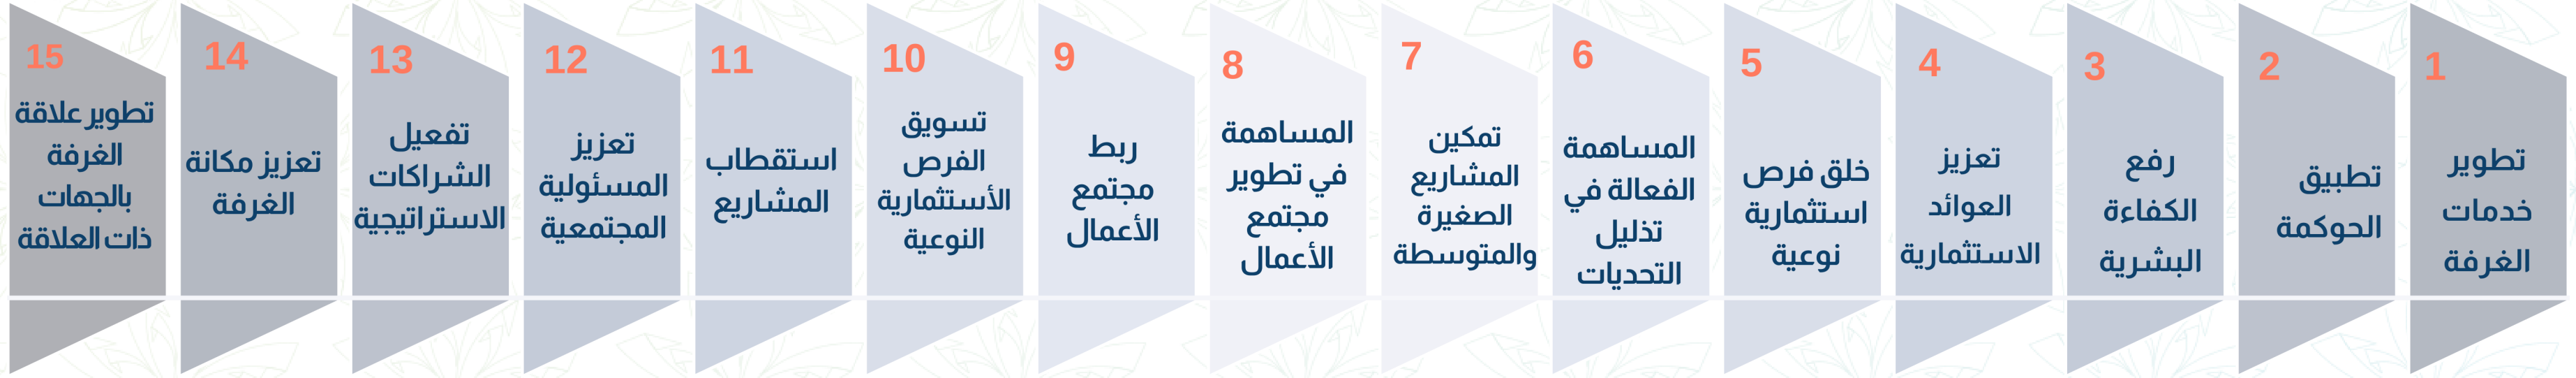 1
تطوير
خدمات
الغرفة
2
تطبيق
الحوكمة
3
رفع
الكفاءة
البشرية
4
تعزيز
العوائد
الاستثمارية
5
خلق فرص
استثمارية
نوعية
6
المساهمة
الفعالة في
تذليل
التحديات
7
تمكين
المشاريع
الصغيرة
والمتوسطة
8
المساهمة
في تطوير
مجتمع
الأعمال
9
ربط
مجتمع
الأعمال
10
تسويق
الفرص
الأستثمارية
النوعية
11
استقطاب
المشاريع
12
تعزيز
المسئولية
المجتمعية
13
تفعيل
الشراكات
الاستراتيجية
14
تعزيز مكانة
الغرفة
15
تطوير علاقة
الغرفة
بالجهات
ذات العلاقة